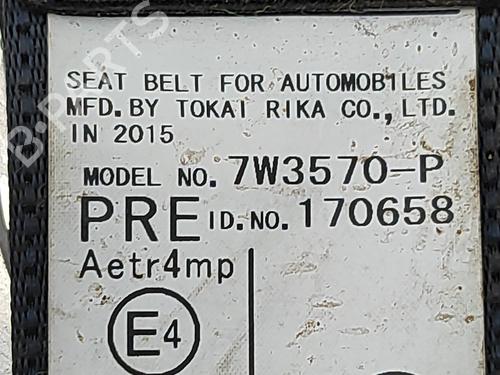 B-PARTS
SEAT BELT FOR AUTOMOBILES
MFD. BY TOKAI RIKA CO., LTD.
IN 2015
MODEL NO. 7W3570-P
PRE ID.NO. 170658
Aetr4mp
E4